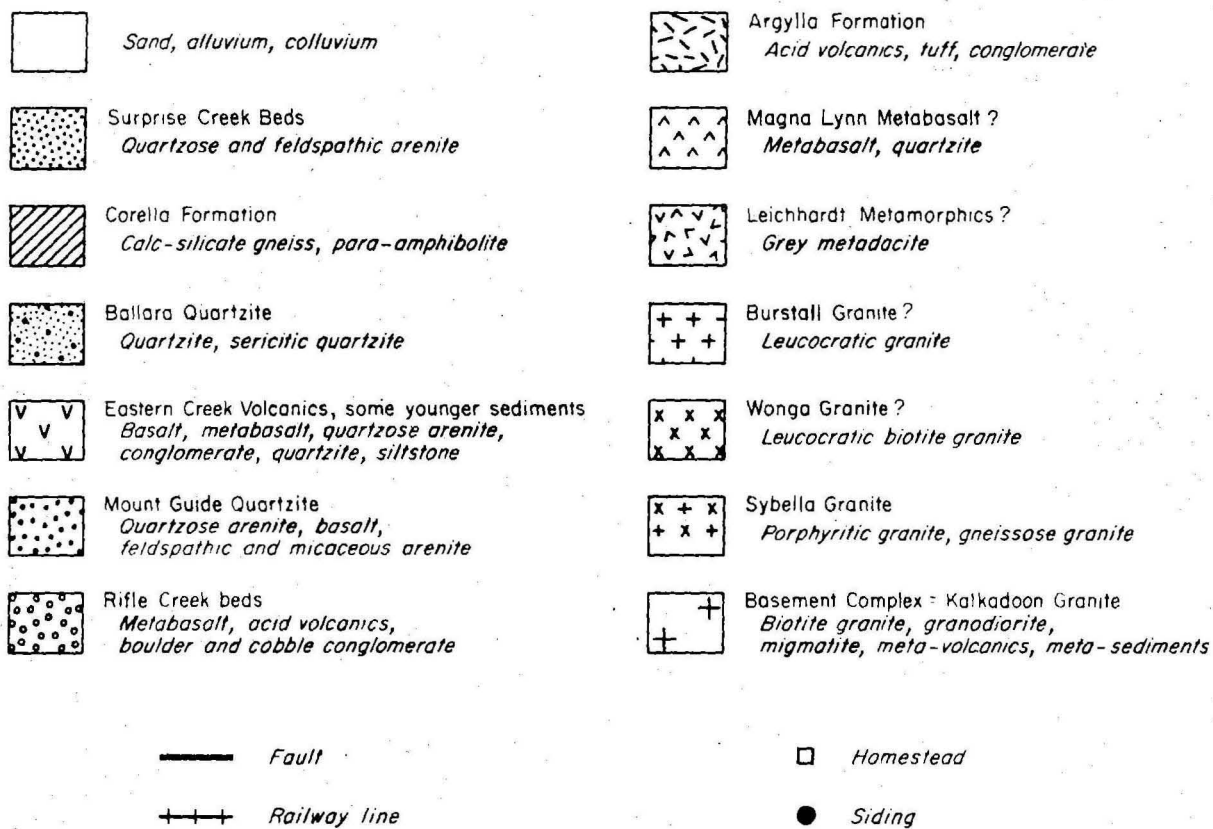 Sand, alluvium, colluvium
Surprise Creek Beds
Quartzose and feldspathic arenite
Corella Formation
Calc-silicate gneiss, para-amphibolite
Ballara Quartzite
Quartzite, sericitic quartzite
Eastern Creek Volcanics, some younger sediments
Basalt, metabasalt, quartzose arenite,
conglomerate, quartzite, siltstone
Mount Guide Quartzite
Quartzose arenite, basalt,
feldspathic and micaceous arenite
Rifle Creek beds
Metabasalt, acid volcanics,
boulder and cobble conglomerate
Argylla Formation
Acid volcanics, tuff, conglomerate
Magna Lynn Metabasalt ?
Metabasalt, quartzite
Leichhardt Metamorphics ?
Grey metadacite
Burstall Granite ?
Leucocratic granite
Wonga Granite ?
Leucocratic biotite granite
Sybella Granite
Porphyritic granite, gneissose granite
Basement Complex = Kalkadoon Granite
Biotite granite, granodiorite,
migmatite, meta-volcanics, meta-sediments
Fault
Railway line
Homestead
Siding